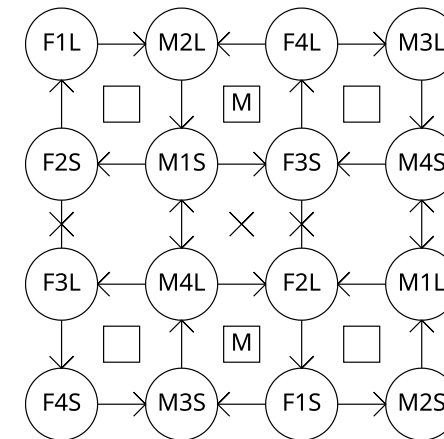 F1L M2L F4L M3L
M
F2S M1S F3S M4S
F3L M4L F2L M1L
M
F4S M3S F1S M2S